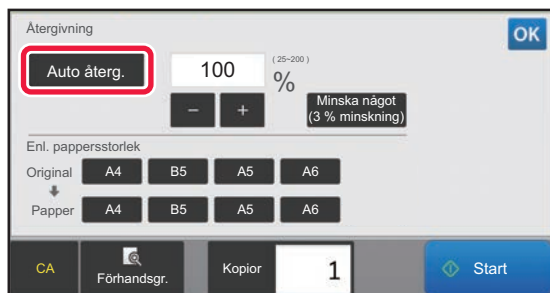 Återgivning
OK
Auto återg.
100
(25~200)
%
−
+
Minska något
(3 % minskning)
Enl. pappersstorlek
Original
A4
B5
A5
A6
Papper
A4
B5
A5
A6
CA
Förhandsgr.
Kopior
1
Start